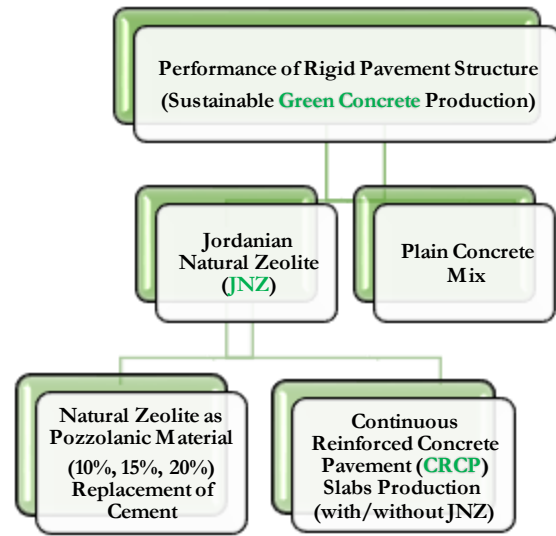 Performance of Rigid Pavement Structure
(Sustainable Green Concrete Production)
Jordanian
Natural Zeolite
(JNZ)
Plain Concrete
Mix
Natural Zeolite as
Pozzolanic Material
(10%, 15%, 20%)
Replacement of
Cement
Continuous
Reinforced Concrete
Pavement (CRCP)
Slabs Production
(with/without JNZ)